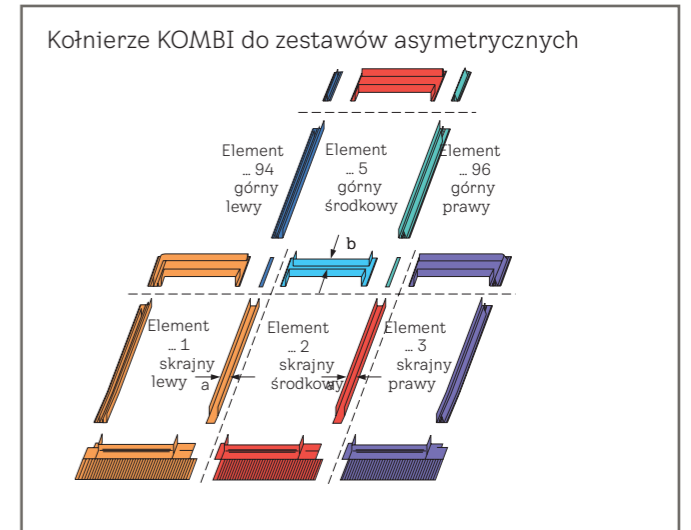 Kołnierze KOMBI do zestawów asymetrycznych
Element
... 94
górny
lewy
Element
... 5
górny
środkowy
Element
... 96
górny
prawy
b
Element
... 1
skrajny
lewy
a
Element
... 2
skrajny
środkowy
a
Element
... 3
skrajny
prawy